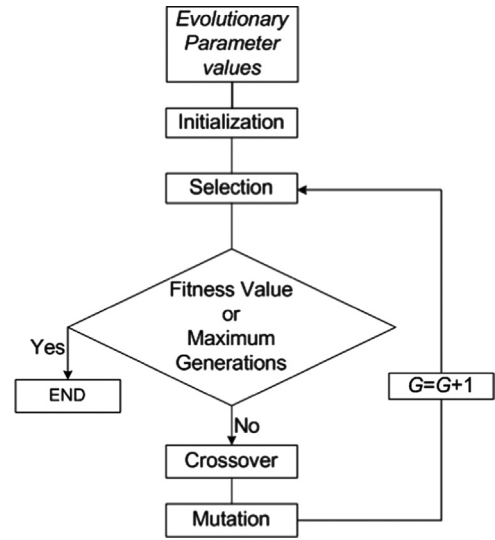 Evolutionary
Parameter
values
Initialization
Selection
Fitness Value
or
Maximum
Generations
Yes
END
G=G+1
No
Crossover
Mutation